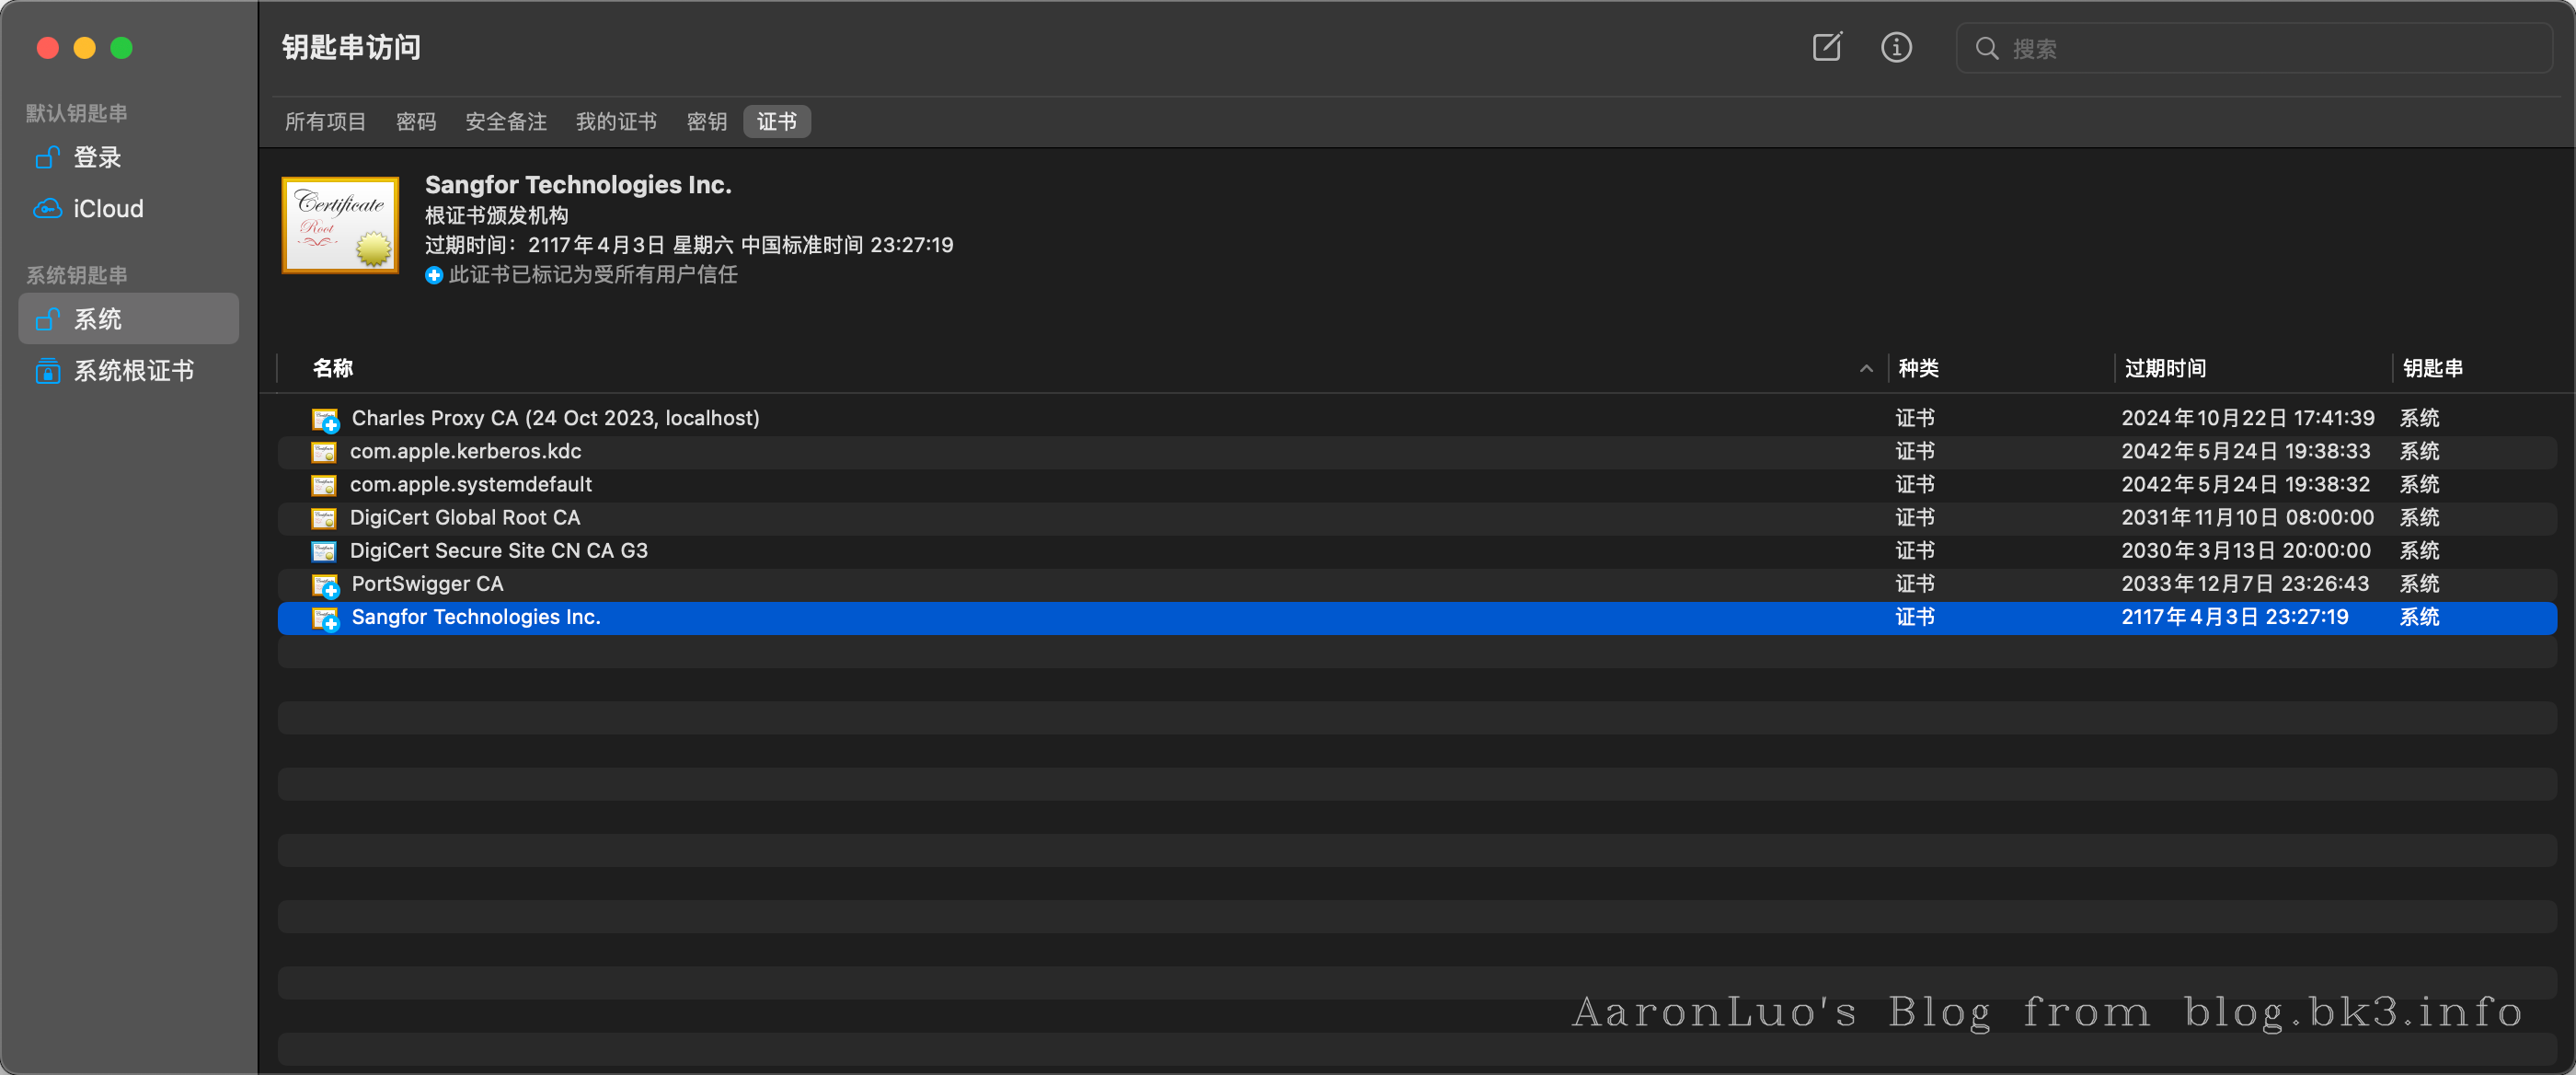 钥匙串访问
搜索
默认钥匙串
登录
iCloud
系统钥匙串
系统
系统根证书
所有项目 密码 安全备注 我的证书 密钥 证书
Certificate
Root
Sangfor Technologies Inc.
根证书颁发机构
过期时间：2117年4月3日 星期六 中国标准时间 23:27:19
此证书已标记为受所有用户信任
名称 种类 过期时间 钥匙串
Charles Proxy CA (24 Oct 2023, localhost) 证书 2024年10月22日 17:41:39 系统
com.apple.kerberos.kdc 证书 2042年5月24日 19:38:33 系统
com.apple.systemdefault 证书 2042年5月24日 19:38:32 系统
DigiCert Global Root CA 证书 2031年11月10日 08:00:00 系统
DigiCert Secure Site CN CA G3 证书 2030年3月13日 20:00:00 系统
PortSwigger CA 证书 2033年12月7日 23:26:43 系统
Sangfor Technologies Inc. 证书 2117年4月3日 23:27:19 系统
AaronLuo's Blog from blog.bk3.info